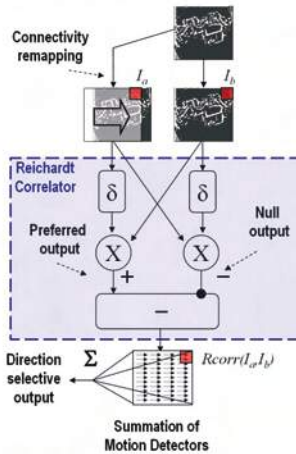 Connectivity
remapping
Ia
Ib
Reichardt
Correlator
δ
δ
Preferred
output
Null
output
X
X
+
−
−
Direction
selective
output
Σ
Rcorr(Ia,Ib)
Summation of
Motion Detectors